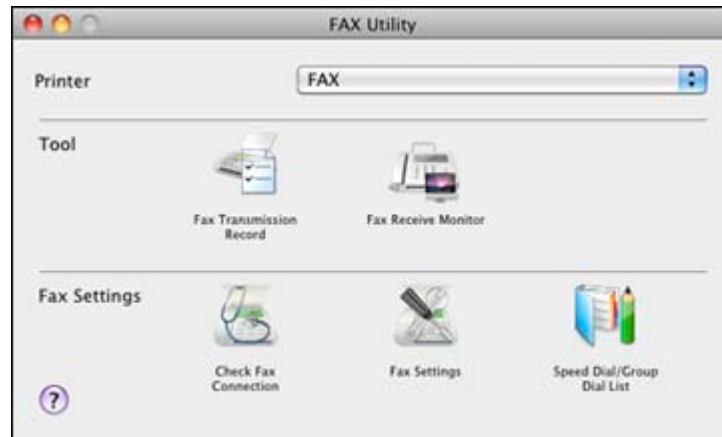 FAX Utility
Printer
FAX
Tool
Fax Transmission
Record
Fax Receive Monitor
Fax Settings
Check Fax
Connection
Fax Settings
Speed Dial/Group
Dial List
?